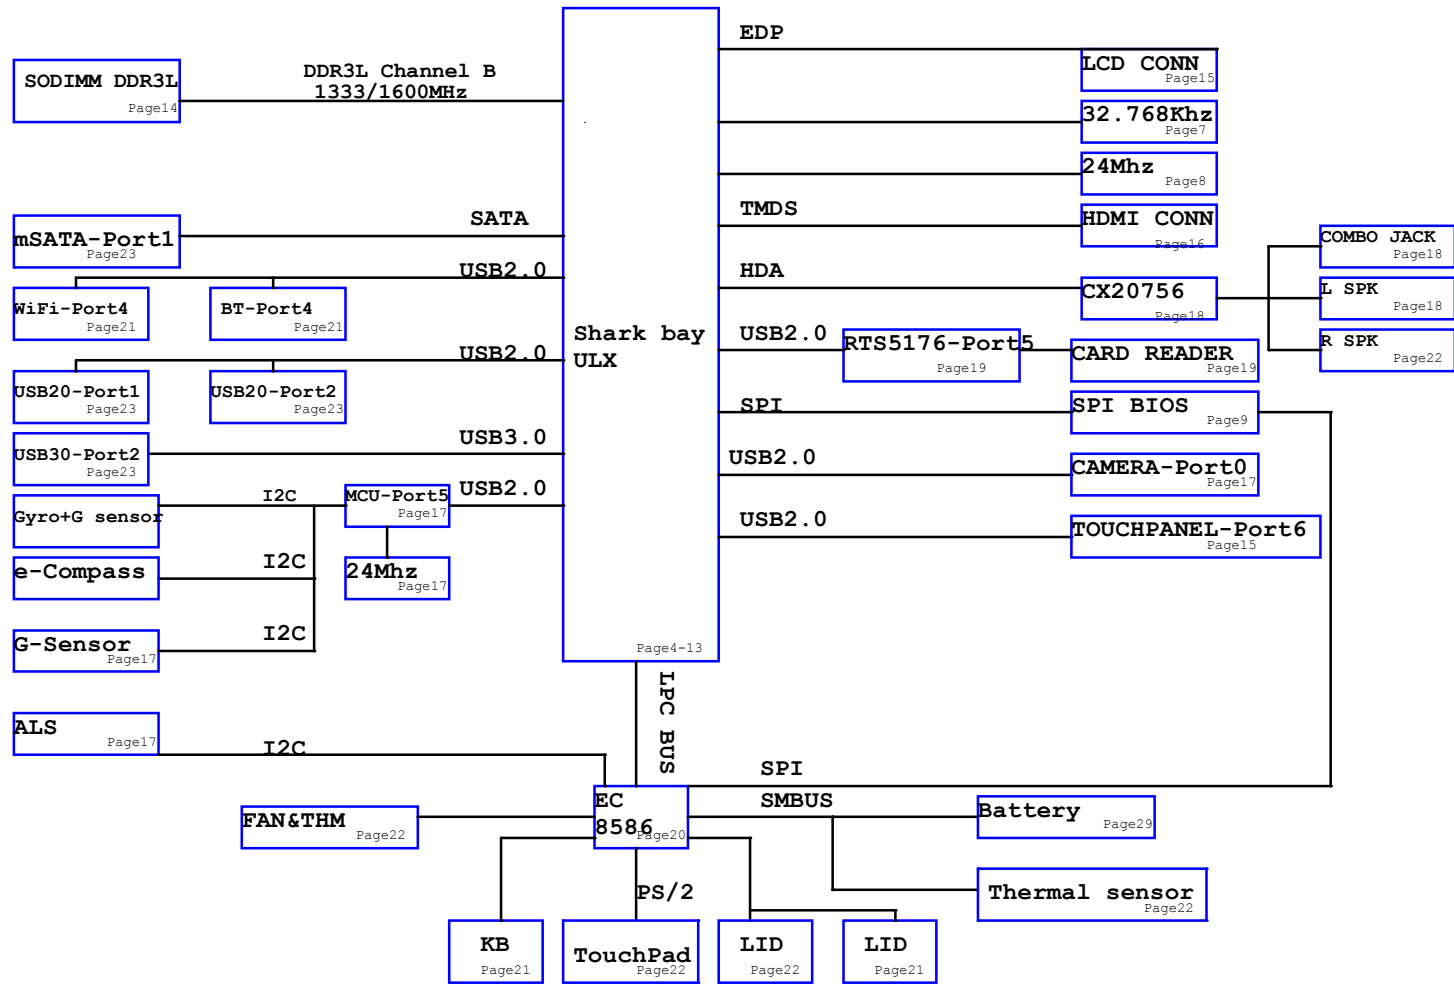 EDP
LCD CONN
Page15
SODIMM DDR3L
Page14
DDR3L Channel B
1333/1600MHz
32.768Khz
Page7
24Mhz
Page8
mSATA-Port1
Page23
SATA
TMDS
HDMI CONN
Page16
COMBO JACK
Page18
USB2.0
WiFi-Port4
Page21
BT-Port4
Page21
HDA
CX20756
Page18
L SPK
Page18
Shark bay
ULX
Page4-13
USB2.0
RTS5176-Port5
Page19
CARD READER
Page19
R SPK
Page22
USB2.0
USB20-Port1
Page23
USB20-Port2
Page23
SPI
SPI BIOS
Page9
USB3.0
USB30-Port2
Page23
USB2.0
CAMERA-Port0
Page17
I2C
MCU-Port5
Page17
USB2.0
Gyro+G sensor
USB2.0
TOUCHPANEL-Port6
Page15
e-Compass
I2C
24Mhz
Page17
G-Sensor
Page17
I2C
LPC BUS
ALS
Page17
I2C
SPI
EC
8586
Page20
SMBUS
Battery
Page29
FAN&THM
Page22
PS/2
Thermal sensor
Page22
KB
Page21
TouchPad
Page22
LID
Page22
LID
Page21